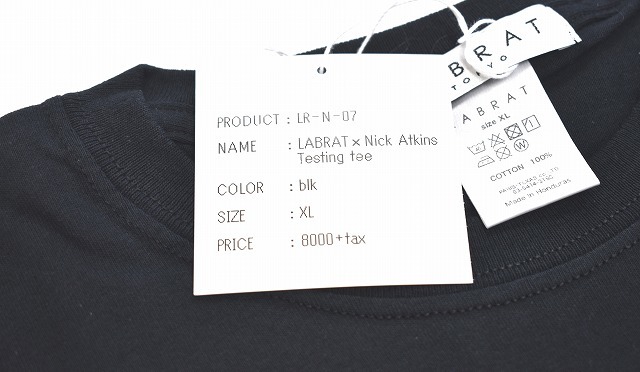 PRODUCT : LR-N-07
NAME : LABRAT × Nick Atkins
Testing tee
COLOR : blk
SIZE : XL
PRICE : 8000+tax
BRAT
TOKYO
LABRAT
size XL
COTTON 100%
Made in Honduras